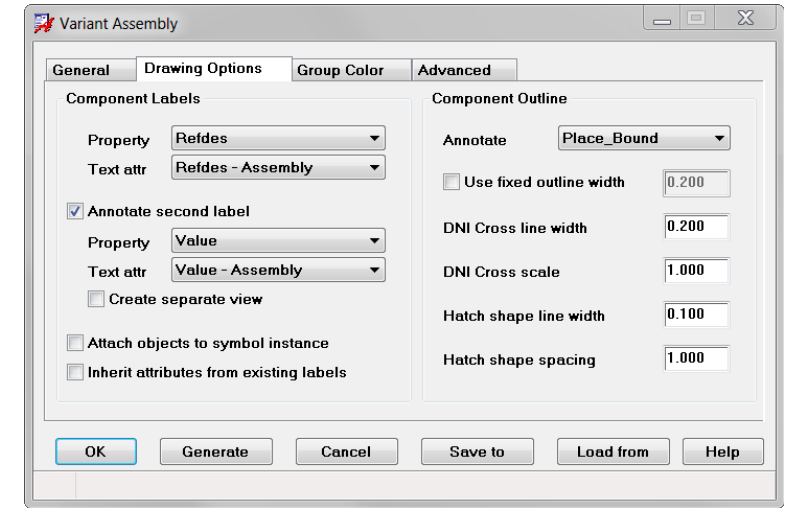 Variant Assembly
General Drawing Options Group Color Advanced
Component Labels
Property Refdes
Text attr Refdes - Assembly
Annotate second label
Property Value
Text attr Value - Assembly
Create separate view
Attach objects to symbol instance
Inherit attributes from existing labels
Component Outline
Annotate Place_Bound
Use fixed outline width 0.200
DNI Cross line width 0.200
DNI Cross scale 1.000
Hatch shape line width 0.100
Hatch shape spacing 1.000
OK Generate Cancel Save to Load from Help